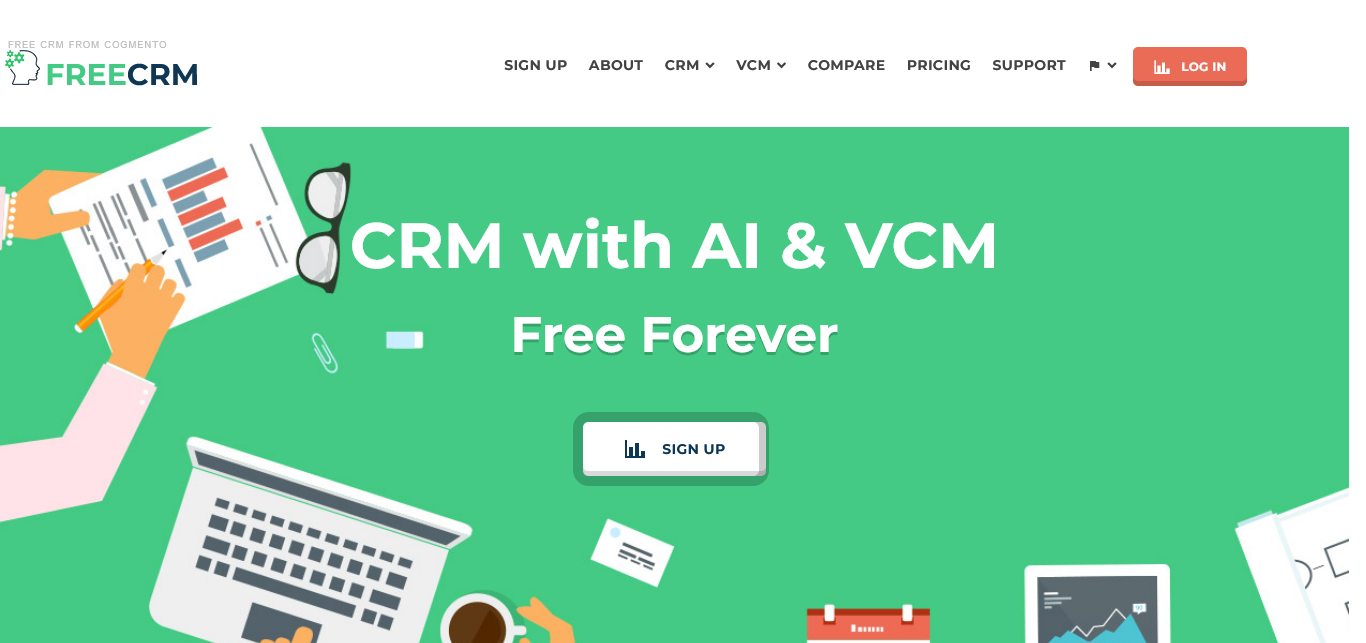 FREE CRM FROM COGMENTO
FREECRM
SIGN UP ABOUT CRM VCM COMPARE PRICING SUPPORT LOG IN
CRM with AI & VCM
Free Forever
SIGN UP